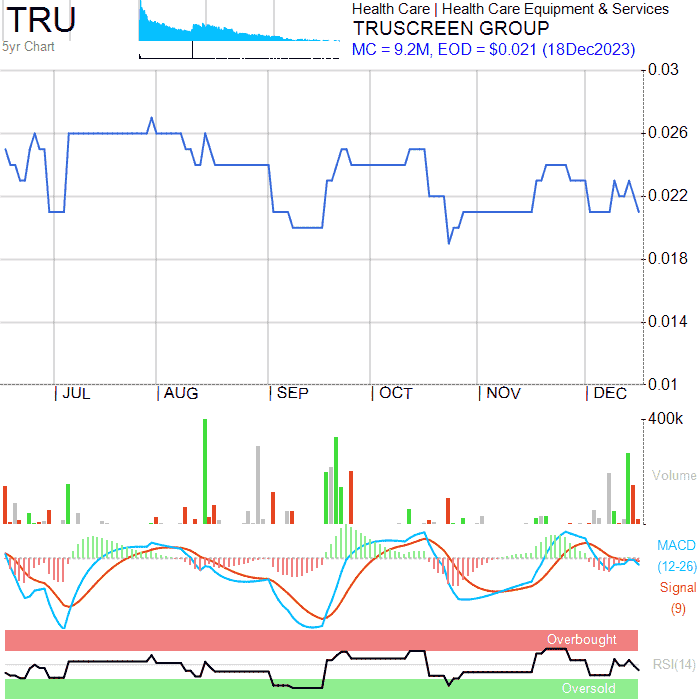 TRU
5yr Chart
Health Care | Health Care Equipment & Services
TRUSCREEN GROUP
MC = 9.2M, EOD = $0.021 (18Dec2023)
0.03
0.026
0.022
0.018
0.014
0.01
JUL
AUG
SEP
OCT
NOV
DEC
400k
Volume
MACD
(12-26)
Signal
(9)
Overbought
RSI(14)
Oversold